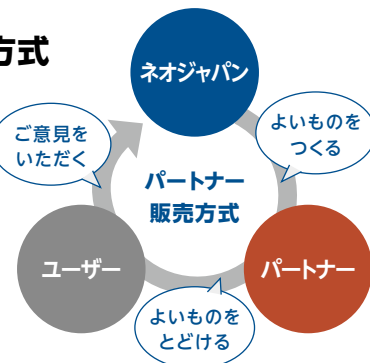 方式
ネオジャパン
ご意見を
いただく
よいものを
つくる
パートナー
販売方式
ユーザー
パートナー
よいものを
とどける